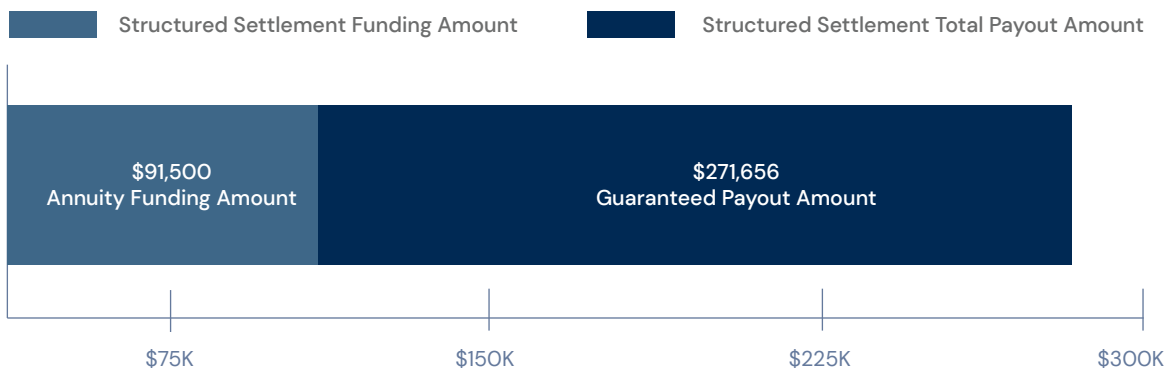 Structured Settlement Funding Amount
Structured Settlement Total Payout Amount
$91,500
Annuity Funding Amount
$271,656
Guaranteed Payout Amount
$75K
$150K
$225K
$300K